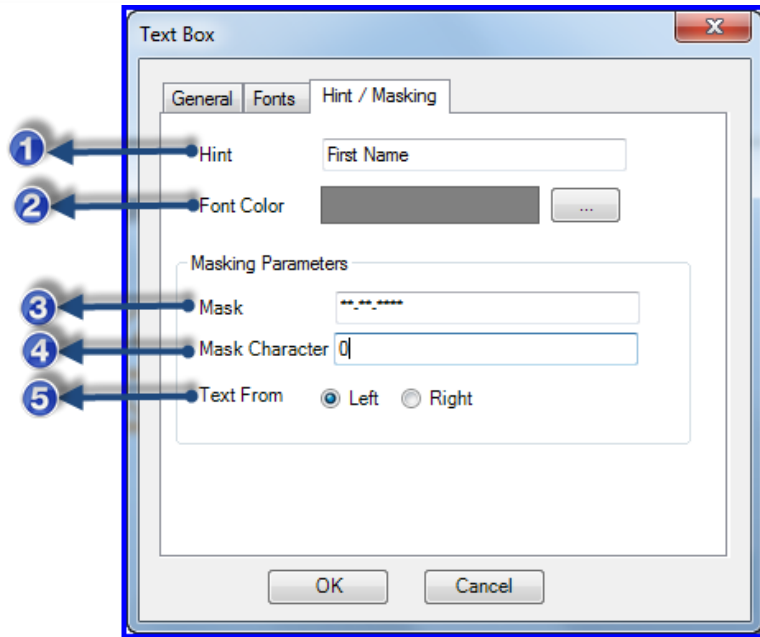 Text Box
X
General Fonts Hint / Masking
1 Hint First Name
2 Font Color ...
Masking Parameters
3 Mask **-**-****
4 Mask Character 0
5 Text From Left Right
OK Cancel